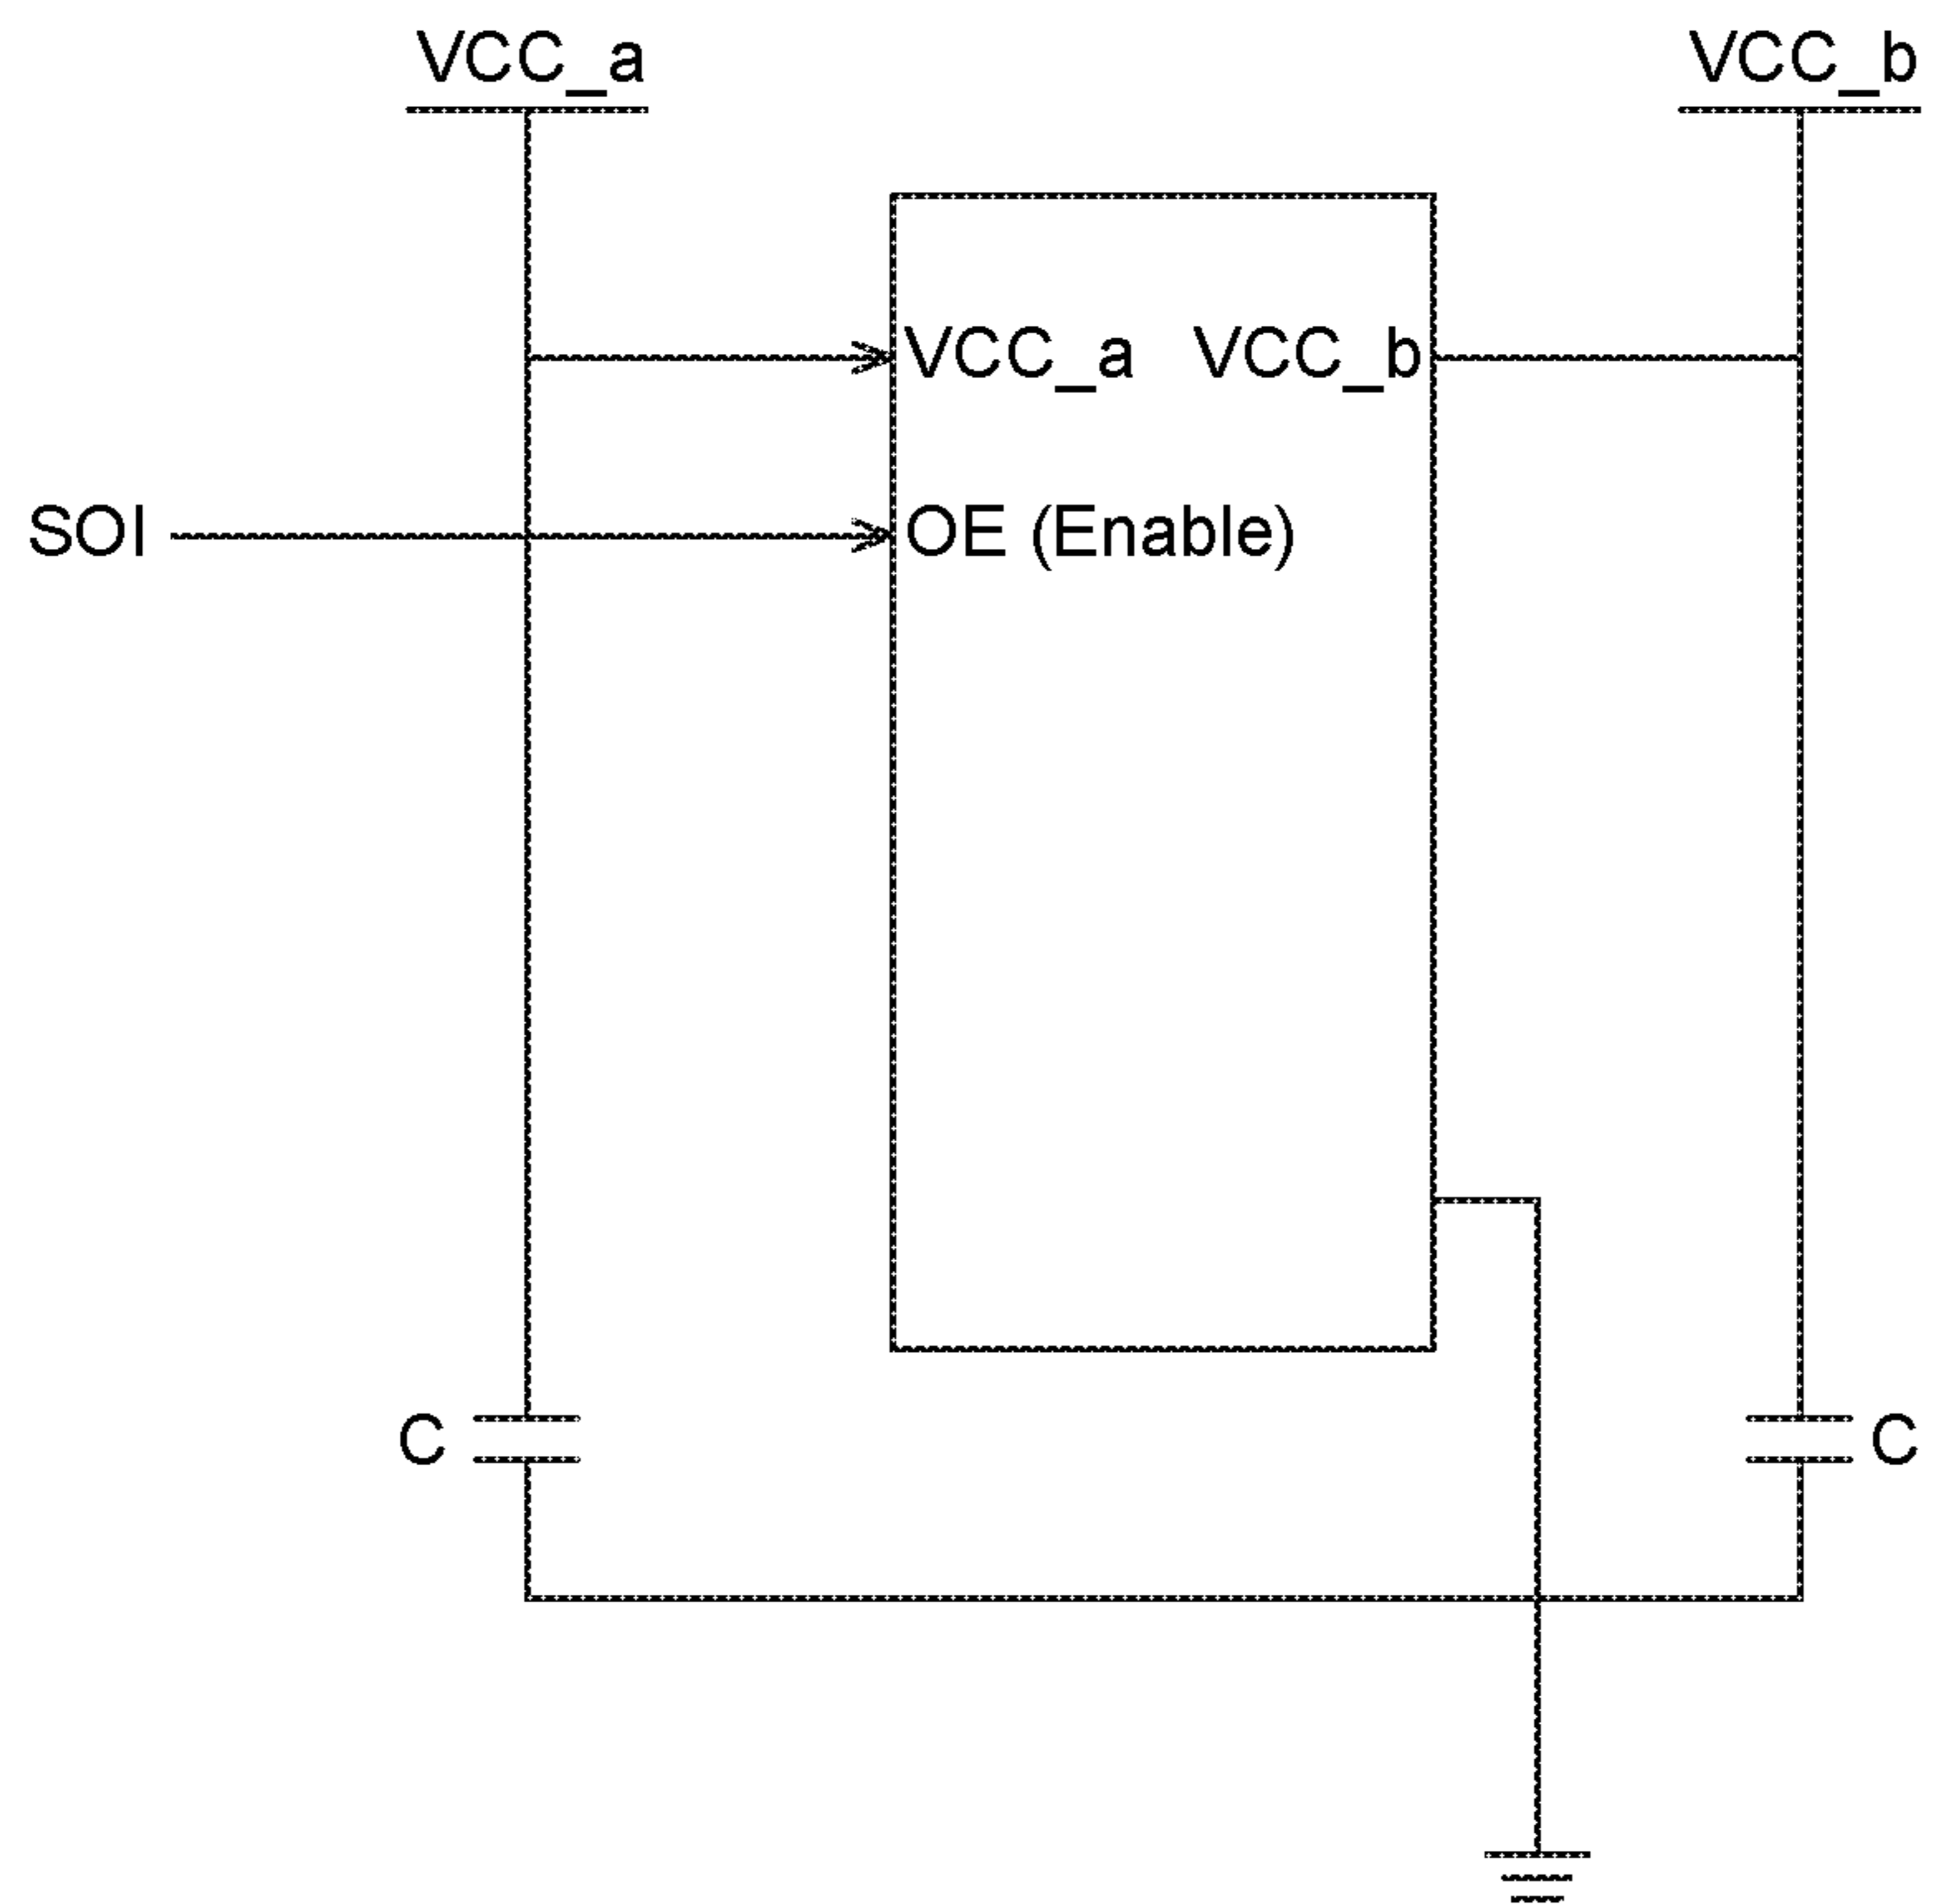 VCC_a
VCC_b
VCC_a VCC_b
SOI
OE (Enable)
C
C